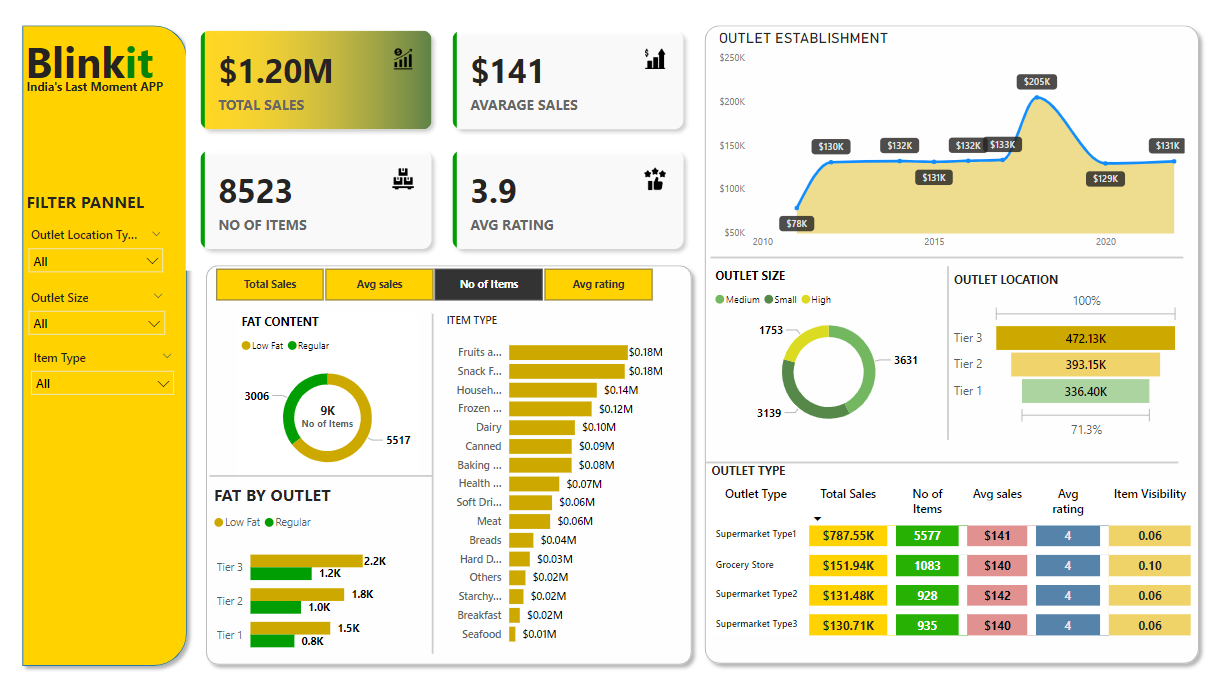 Blinkit
India's Last Moment APP
FILTER PANNEL
Outlet Location Ty...
All
Outlet Size
All
Item Type
All
$1.20M
TOTAL SALES
$141
AVARAGE SALES
8523
NO OF ITEMS
3.9
AVG RATING
Total Sales
Avg sales
No of Items
Avg rating
FAT CONTENT
Low Fat
Regular
3006
9K
No of Items
5517
FAT BY OUTLET
Low Fat
Regular
Tier 3
2.2K
1.2K
Tier 2
1.8K
1.0K
Tier 1
1.5K
0.8K
ITEM TYPE
Fruits a... $0.18M
Snack F... $0.18M
Househ... $0.14M
Frozen ... $0.12M
Dairy $0.10M
Canned $0.09M
Baking ... $0.08M
Health ... $0.07M
Soft Dri... $0.06M
Meat $0.06M
Breads $0.04M
Hard D... $0.03M
Others $0.02M
Starchy... $0.02M
Breakfast $0.02M
Seafood $0.01M
OUTLET ESTABLISHMENT
$250K
$200K
$150K
$100K
$50K
$78K
$130K
$132K
$131K
$132K
$133K
$205K
$129K
$131K
2010
2015
2020
OUTLET SIZE
Medium
Small
High
1753
3631
3139
OUTLET LOCATION
100%
Tier 3 472.13K
Tier 2 393.15K
Tier 1 336.40K
71.3%
OUTLET TYPE
Outlet Type Total Sales No of Items Avg sales Avg rating Item Visibility
Supermarket Type1 $787.55K 5577 $141 4 0.06
Grocery Store $151.94K 1083 $140 4 0.10
Supermarket Type2 $131.48K 928 $142 4 0.06
Supermarket Type3 $130.71K 935 $140 4 0.06